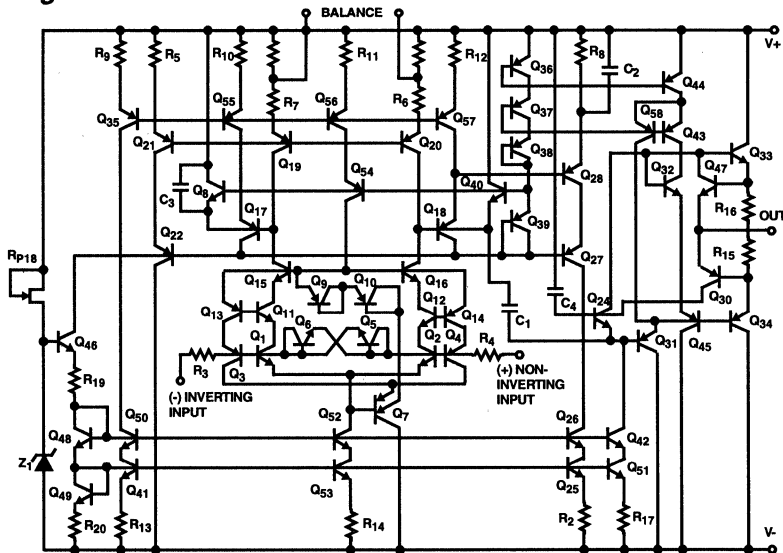 BALANCE
V+
R9
R5
R10
R11
R12
R8
C2
Q36
Q44
R7
R6
Q55
Q56
Q57
Q37
Q58
Q43
Q35
Q21
Q19
Q20
Q38
Q33
Q54
Q28
Q32
Q47
C3
Q8
Q40
R16
OUT
Q17
Q18
Q39
Q22
R15
Q27
RP18
Q15
Q9
Q10
Q16
Q30
Q13
Q11
Q12
Q14
C1
C4
Q24
Q46
Q1
Q6
Q5
Q2
Q4
R4
Q31
Q45
Q34
R3
Q3
(+) NON-
INVERTING
INPUT
R19
(-) INVERTING
INPUT
Q7
Q50
Q52
Q26
Q48
Q42
Z1
Q49
Q41
Q53
Q25
Q51
R20
R13
R14
R2
R17
V-